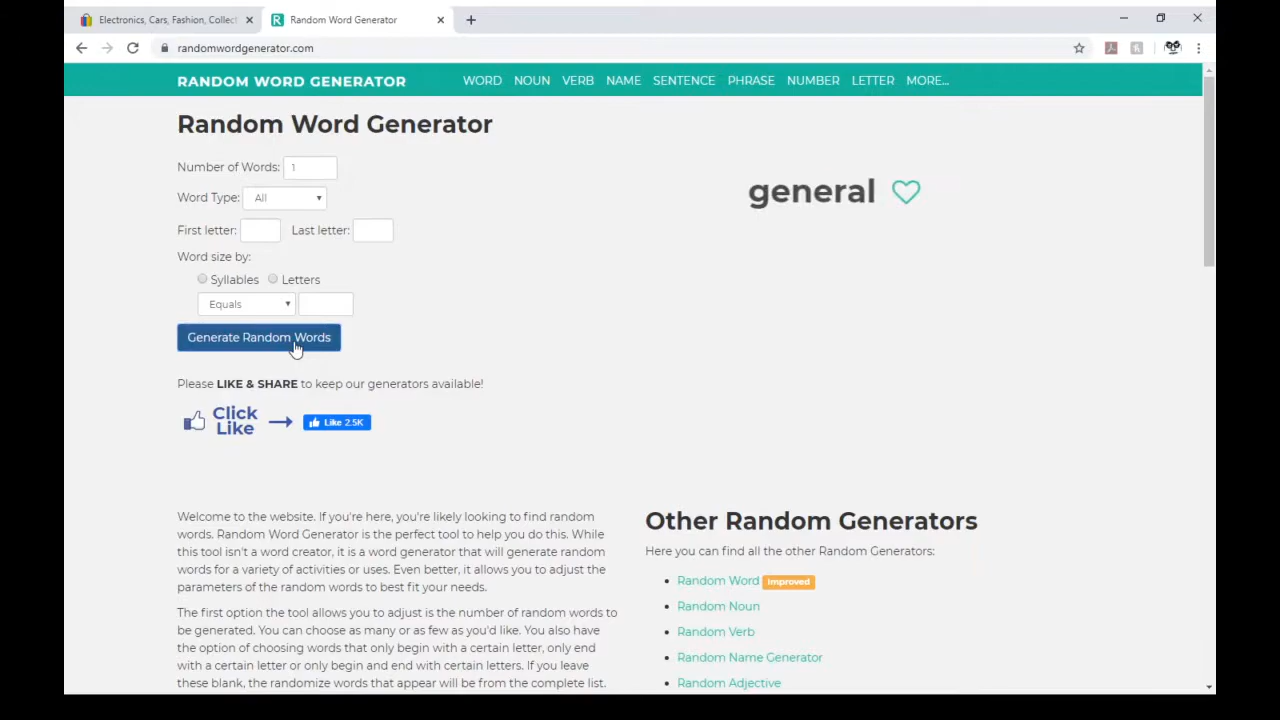 Electronics, Cars, Fashion, Collect
Random Word Generator
randomwordgenerator.com
RANDOM WORD GENERATOR WORD NOUN VERB NAME SENTENCE PHRASE NUMBER LETTER MORE...
Random Word Generator
Number of Words: 1
Word Type: All
First letter: Last letter:
Word size by:
Syllables Letters
Equals
Generate Random Words
general
Please LIKE & SHARE to keep our generators available!
Click
Like
Like 2.5K
Welcome to the website. If you're here, you're likely looking to find random
words. Random Word Generator is the perfect tool to help you do this. While
this tool isn't a word creator, it is a word generator that will generate random
words for a variety of activities or uses. Even better, it allows you to adjust the
parameters of the random words to best fit your needs.
The first option the tool allows you to adjust is the number of random words to
be generated. You can choose as many or as few as you'd like. You also have
the option of choosing words that only begin with a certain letter, only end
with a certain letter or only begin and end with certain letters. If you leave
these blank, the randomize words that appear will be from the complete list.
Other Random Generators
Here you can find all the other Random Generators:
Random Word Improved
Random Noun
Random Verb
Random Name Generator
Random Adjective